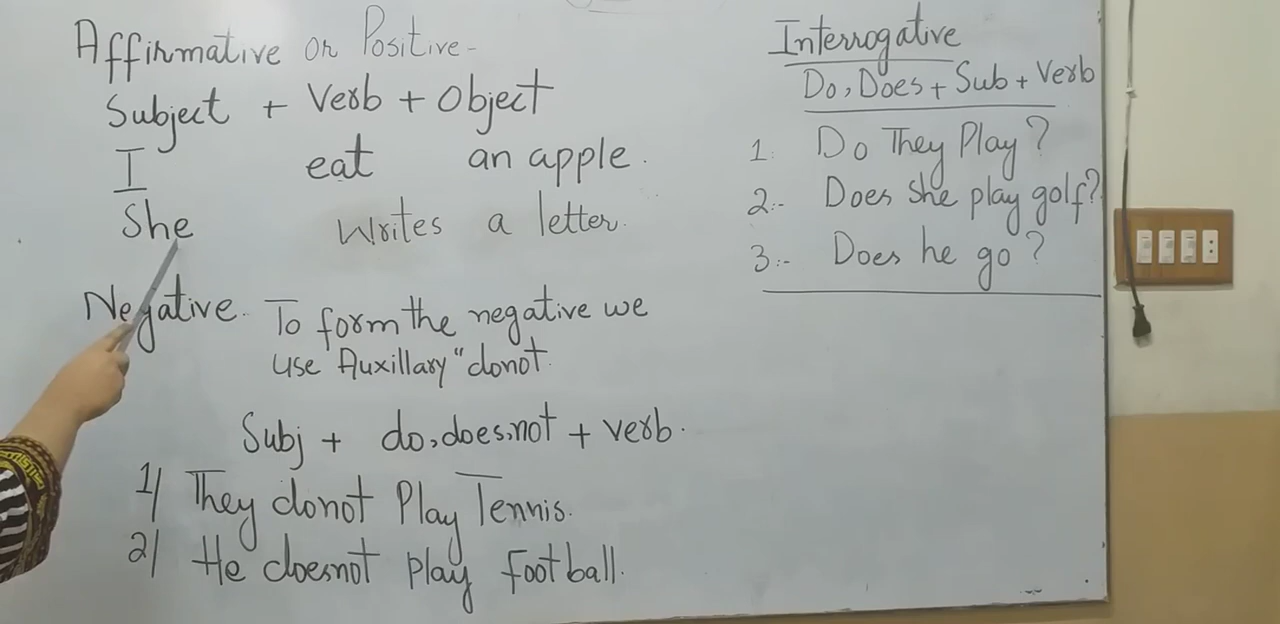 Affirmative or Positive-
Subject + Verb + Object
I eat an apple.
She writes a letter.
Negative. To form the negative we
use Auxillary "donot.
Subj + do,does,not + verb.
1) They donot Play Tennis.
2) He doesnot play football.
Interrogative
Do,Does + Sub + Verb
1. Do They Play?
2:- Does she play golf?
3:- Does he go?